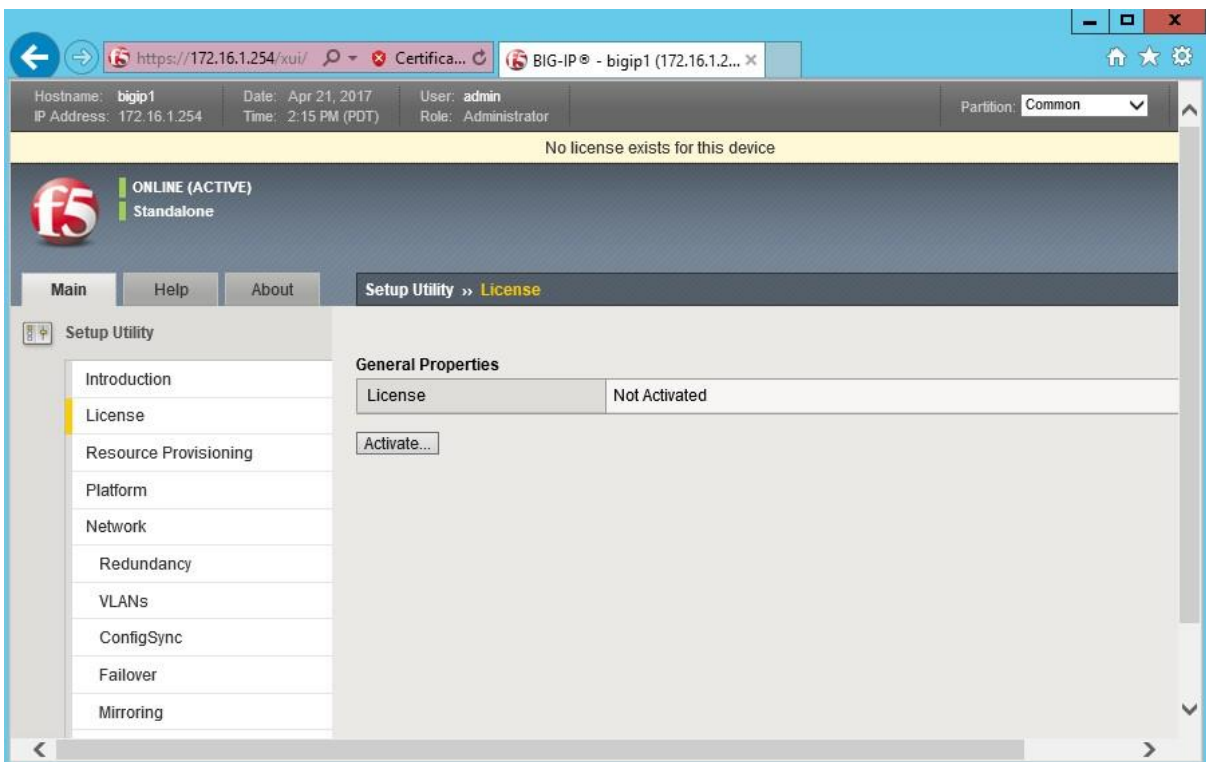 https://172.16.1.254/xui/ Certifica... BIG-IP® - bigip1 (172.16.1.2...
Hostname: bigip1 Date: Apr 21, 2017 User: admin
IP Address: 172.16.1.254 Time: 2:15 PM (PDT) Role: Administrator
Partition: Common
No license exists for this device
f5
ONLINE (ACTIVE)
Standalone
Main Help About
Setup Utility » License
Setup Utility
Introduction
License
Resource Provisioning
Platform
Network
Redundancy
VLANs
ConfigSync
Failover
Mirroring
General Properties
License Not Activated
Activate...